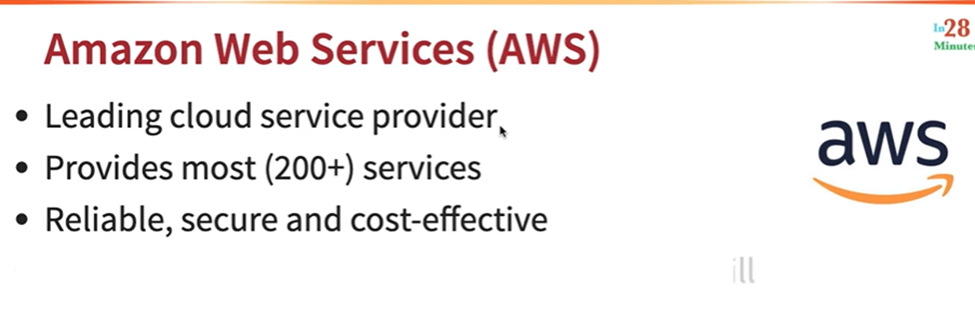 Amazon Web Services (AWS)
In28
Minutes
• Leading cloud service provider
• Provides most (200+) services
• Reliable, secure and cost-effective
aws
ill